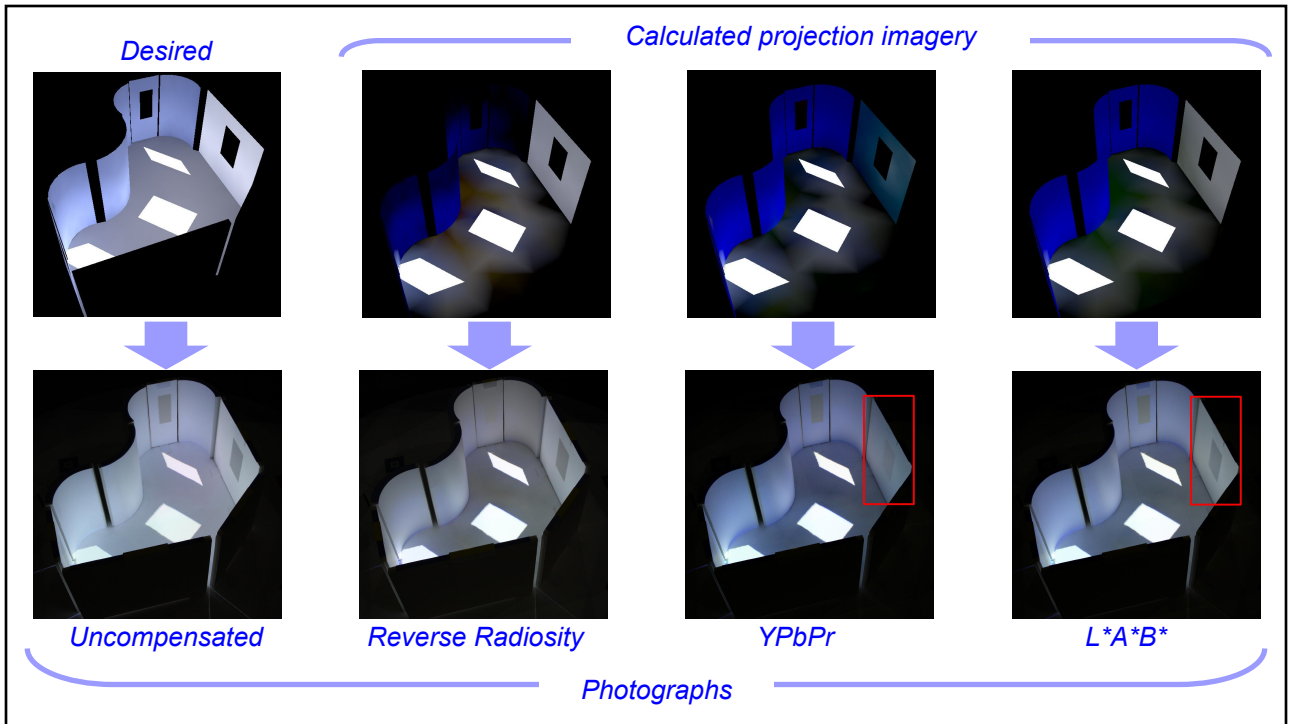 Desired
Calculated projection imagery
Uncompensated
Reverse Radiosity
YPbPr
L*A*B*
Photographs